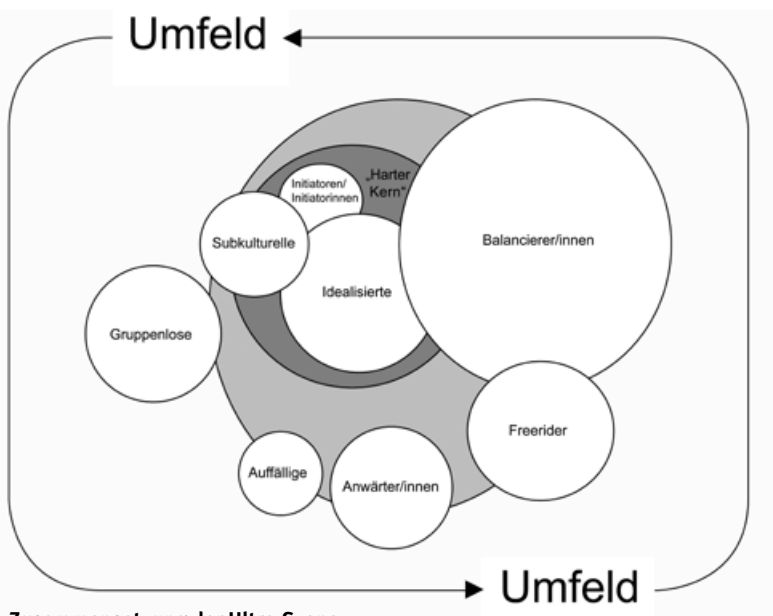 Umfeld
Initiatoren/
Initiatorinnen
„Harter
Kern“
Subkulturelle
Balancierer/innen
Idealisierte
Gruppenlose
Freerider
Auffällige
Anwärter/innen
Umfeld